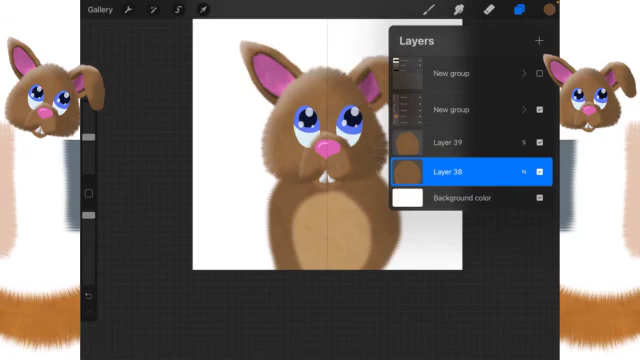 Gallery
Layers
New group
New group
Layer 39
S
Layer 38
N
Background color